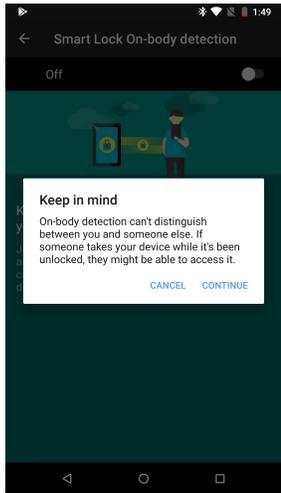 1:49
Smart Lock On-body detection
Off
Keep in mind
On-body detection can't distinguish
between you and someone else. If
someone takes your device while it's been
unlocked, they might be able to access it.
CANCEL CONTINUE